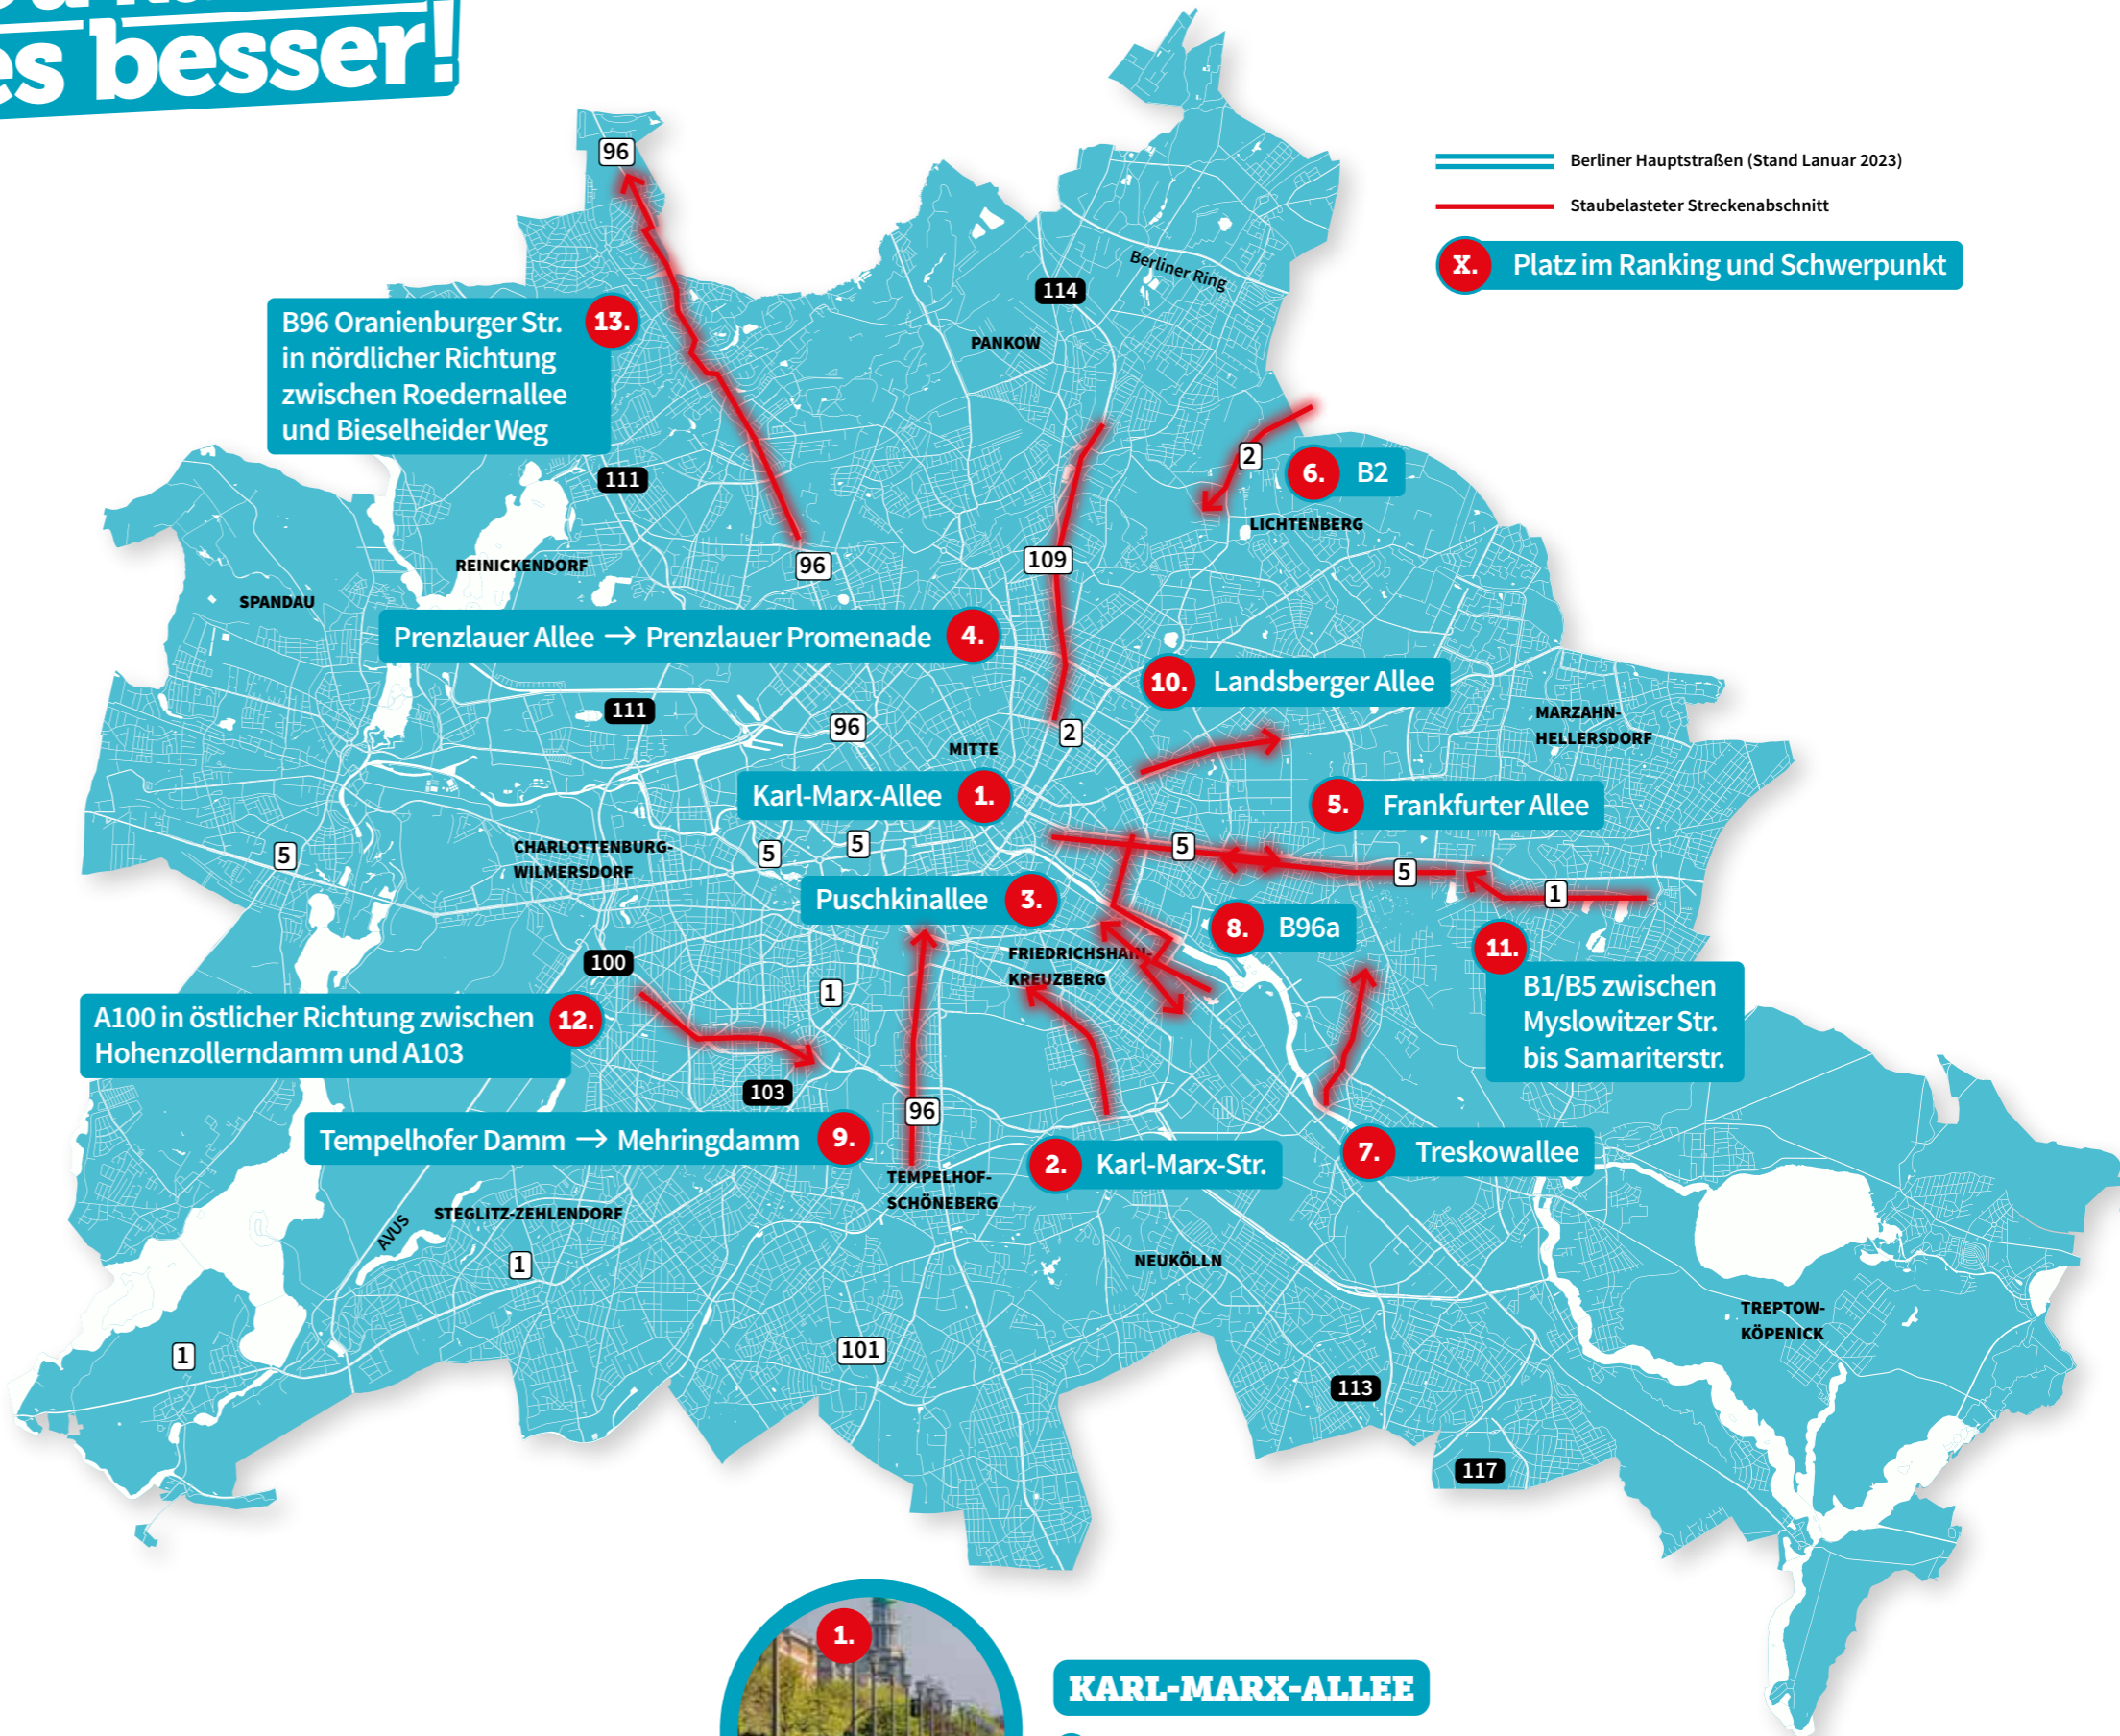 es besser!
Berliner Hauptstraßen (Stand Lanuar 2023)
Staubelasteter Streckenabschnitt
X. Platz im Ranking und Schwerpunkt
96
114
Berliner Ring
PANKOW
B96 Oranienburger Str.
in nördlicher Richtung
zwischen Roedernallee
und Bieselheider Weg
13.
111
2
6. B2
LICHTENBERG
REINICKENDORF
96
109
SPANDAU
Prenzlauer Allee → Prenzlauer Promenade 4.
10. Landsberger Allee
111
96
2
MITTE
MARZAHN-
HELLERSDORF
Karl-Marx-Allee 1.
5. Frankfurter Allee
5
CHARLOTTENBURG-
WILMERSDORF
5
5
5
5
1
Puschkinallee 3.
8. B96a
11.
B1/B5 zwischen
Myslowitzer Str.
bis Samariterstr.
FRIEDRICHSHAIN-
KREUZBERG
100
1
A100 in östlicher Richtung zwischen
Hohenzollerndamm und A103
12.
103
96
Tempelhofer Damm → Mehringdamm 9.
2. Karl-Marx-Str.
7. Treskowallee
TEMPELHOF-
SCHÖNEBERG
AVUS
STEGLITZ-ZEHLENDORF
1
NEUKÖLLN
TREPTOW-
KÖPENICK
1
101
113
117
1.
KARL-MARX-ALLEE